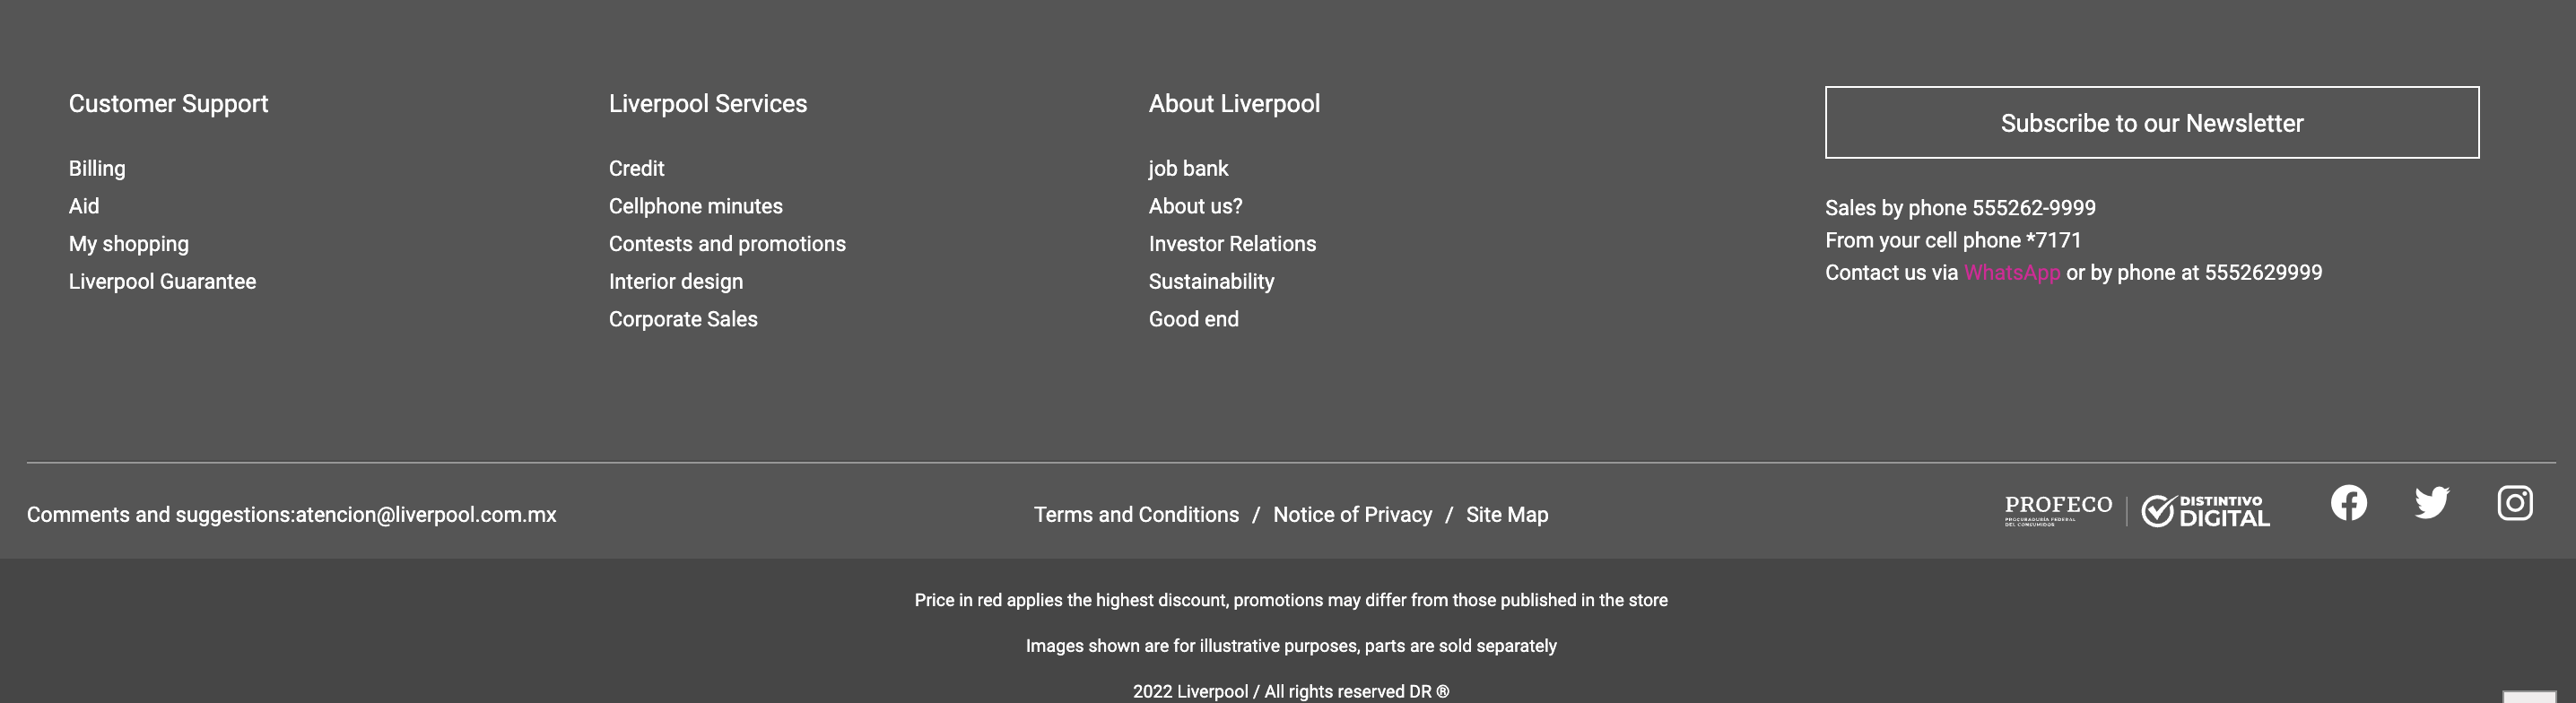 Customer Support
Billing
Aid
My shopping
Liverpool Guarantee
Liverpool Services
Credit
Cellphone minutes
Contests and promotions
Interior design
Corporate Sales
About Liverpool
job bank
About us?
Investor Relations
Sustainability
Good end
Subscribe to our Newsletter
Sales by phone 555262-9999
From your cell phone *7171
Contact us via WhatsApp or by phone at 5552629999
Comments and suggestions:atencion@liverpool.com.mx
Terms and Conditions / Notice of Privacy / Site Map
PROFECO
PROCURADURÍA FEDERAL
DEL CONSUMIDOR
DISTINTIVO
DIGITAL
Price in red applies the highest discount, promotions may differ from those published in the store
Images shown are for illustrative purposes, parts are sold separately
2022 Liverpool / All rights reserved DR ®